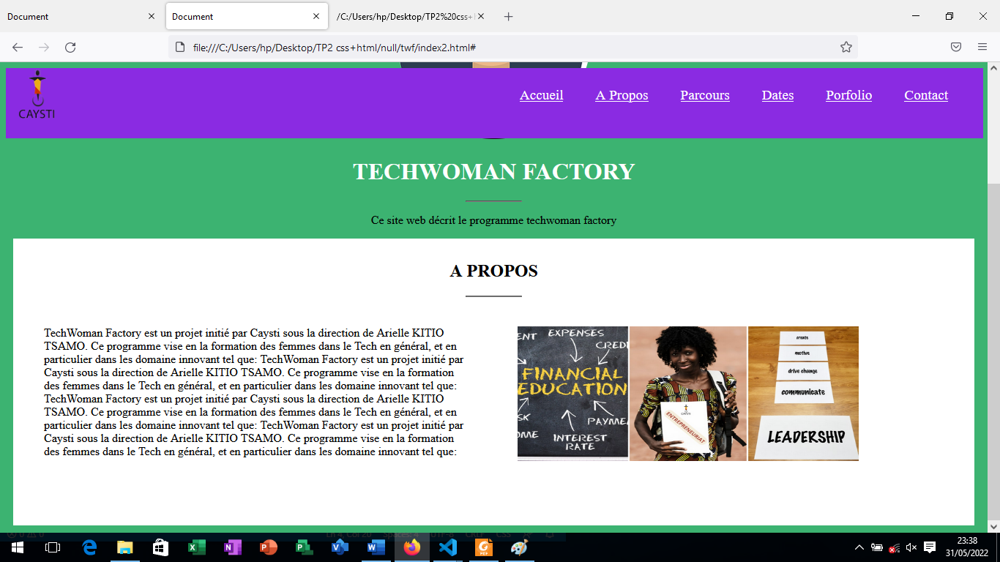 Document
Document
/C:/Users/hp/Desktop/TP2%20css+
file:///C:/Users/hp/Desktop/TP2 css+html/null/twf/index2.html#
CAYSTI
Accueil A Propos Parcours Dates Porfolio Contact
TECHWOMAN FACTORY
Ce site web décrit le programme techwoman factory
A PROPOS
TechWoman Factory est un projet initié par Caysti sous la direction de Arielle KITIO
TSAMO. Ce programme vise en la formation des femmes dans le Tech en général, et en
particulier dans les domaine innovant tel que: TechWoman Factory est un projet initié par
Caysti sous la direction de Arielle KITIO TSAMO. Ce programme vise en la formation
des femmes dans le Tech en général, et en particulier dans les domaine innovant tel que:
TechWoman Factory est un projet initié par Caysti sous la direction de Arielle KITIO
TSAMO. Ce programme vise en la formation des femmes dans le Tech en général, et en
particulier dans les domaine innovant tel que: TechWoman Factory est un projet initié par
Caysti sous la direction de Arielle KITIO TSAMO. Ce programme vise en la formation
des femmes dans le Tech en général, et en particulier dans les domaine innovant tel que:
ENT EXPENSES
CREDI
FINANCIAL
EDUCATION
SK
PAYME
OME INTEREST
RATE
CAYSTI
ENTREPRENEURIAT
create
motive
drive change
communicate
LEADERSHIP
Ln 4, Col 20 Spaces: 4 UTF-8 CRLF CSS
23:38
31/05/2022